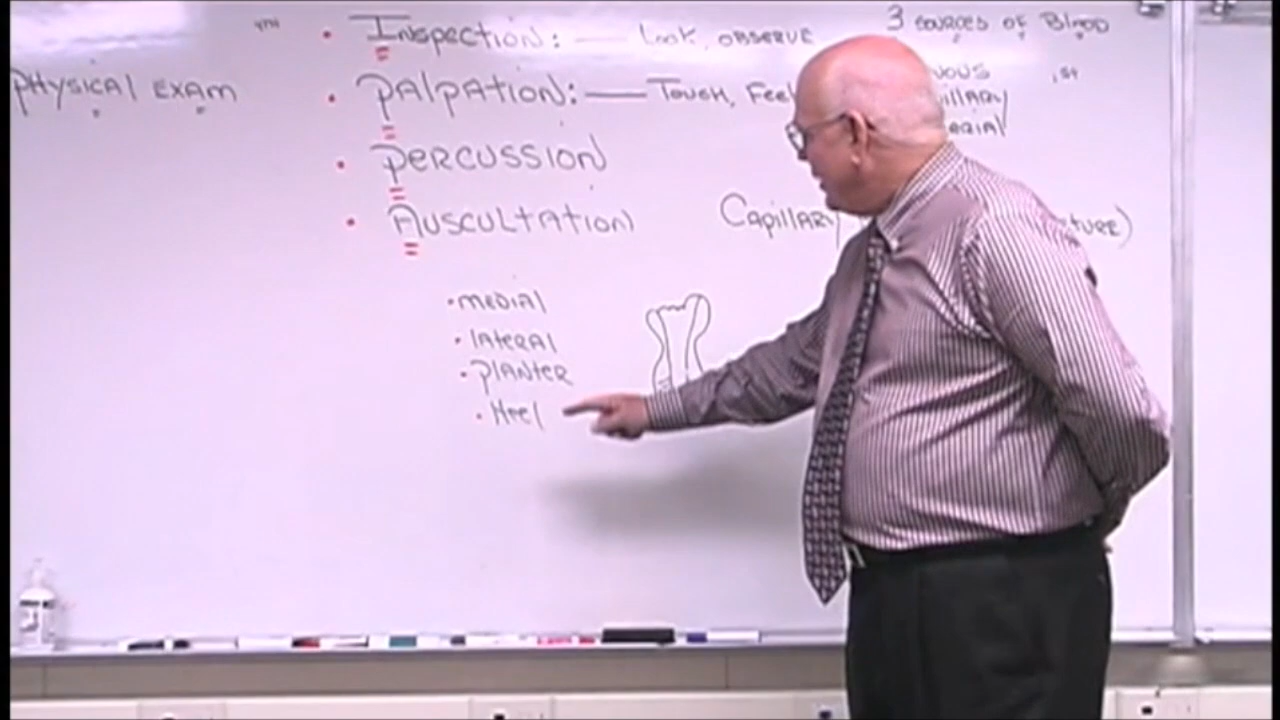 Physical Exam
• Inspection: — Look, OBSERVE
• Palpation: — Touch, Feel
• Percussion
• Auscultation
3 sources of Blood
Capillary
• medial
• lateral
• Planter
• Heel